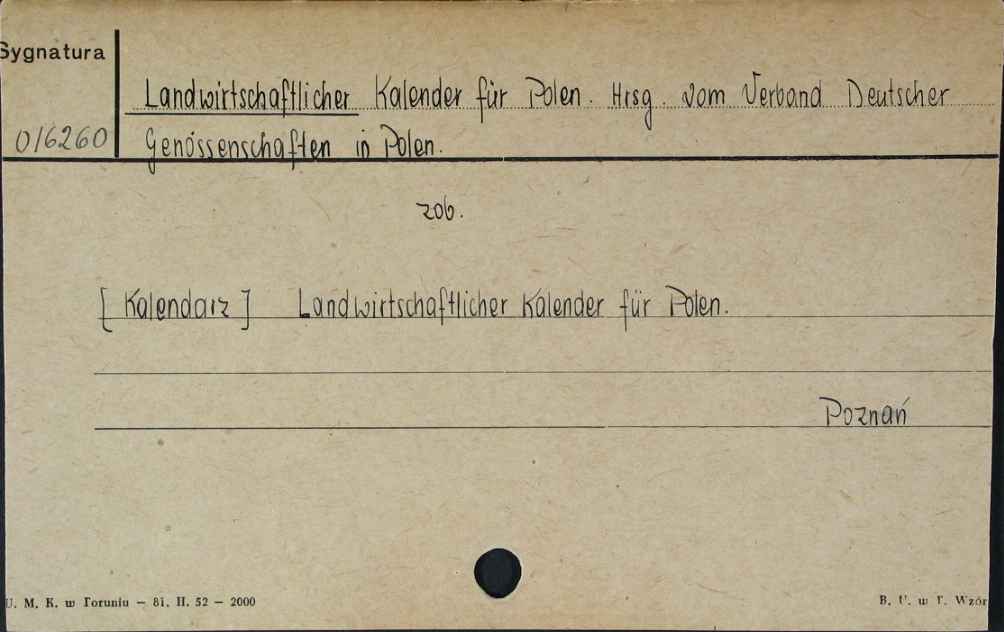 Sygnatura
Landwirtschaftlicher Kalender für Polen. Hrsg. vom Verband Deutscher
016260 Genossenschaften in Polen.
zob.
[Kalendarz] Landwirtschaftlicher Kalender für Polen.
Poznań
U. M. K. w Toruniu – 81. II. 52 – 2000
B. U. w T. Wzór